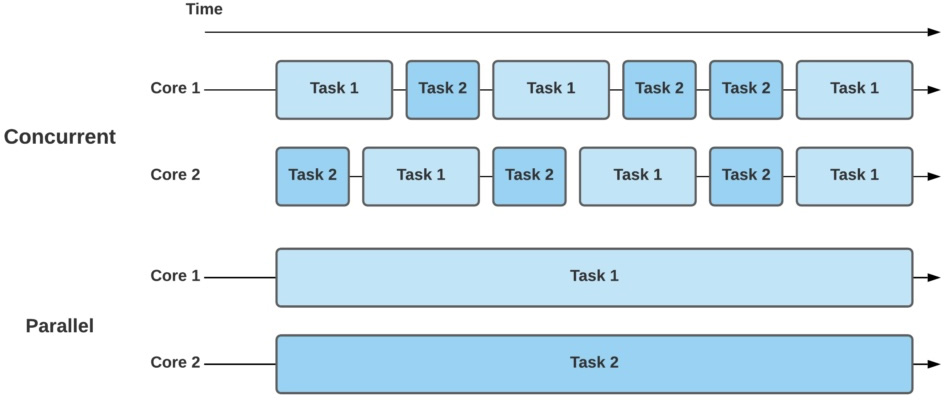 Time
Core 1 Task 1 Task 2 Task 1 Task 2 Task 2 Task 1
Concurrent
Core 2 Task 2 Task 1 Task 2 Task 1 Task 2 Task 1
Core 1 Task 1
Parallel
Core 2 Task 2